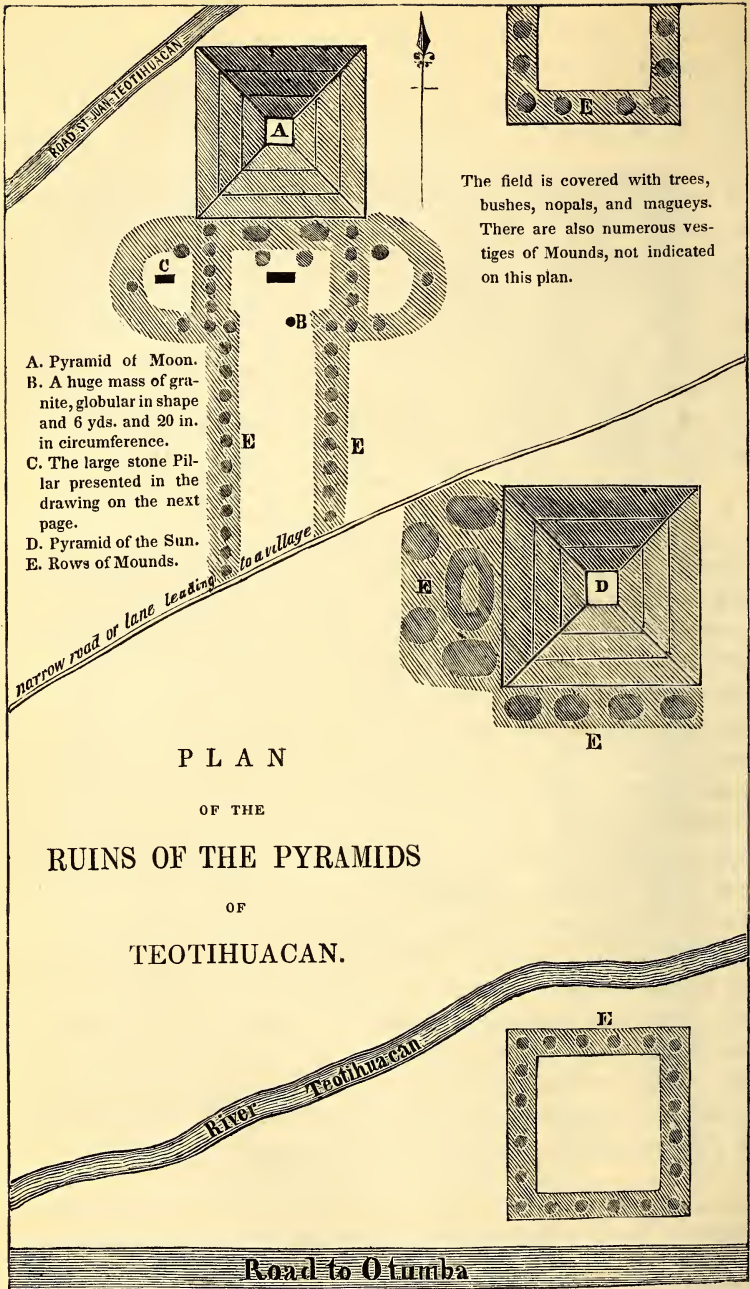 ROAD ST JUAN-TEOTIHUACAN
A
E
The field is covered with trees,
bushes, nopals, and magueys.
There are also numerous ves-
tiges of Mounds, not indicated
on this plan.
C
B
A. Pyramid of Moon.
B. A huge mass of gra-
nite, globular in shape
and 6 yds. and 20 in.
in circumference.
C. The large stone Pil-
lar presented in the
drawing on the next
page.
D. Pyramid of the Sun.
E. Rows of Mounds.
E
E
narrow road or lane leading to a village
E
D
E
PLAN
OF THE
RUINS OF THE PYRAMIDS
OF
TEOTIHUACAN.
River Teotihuacan
E
Road to Otumba